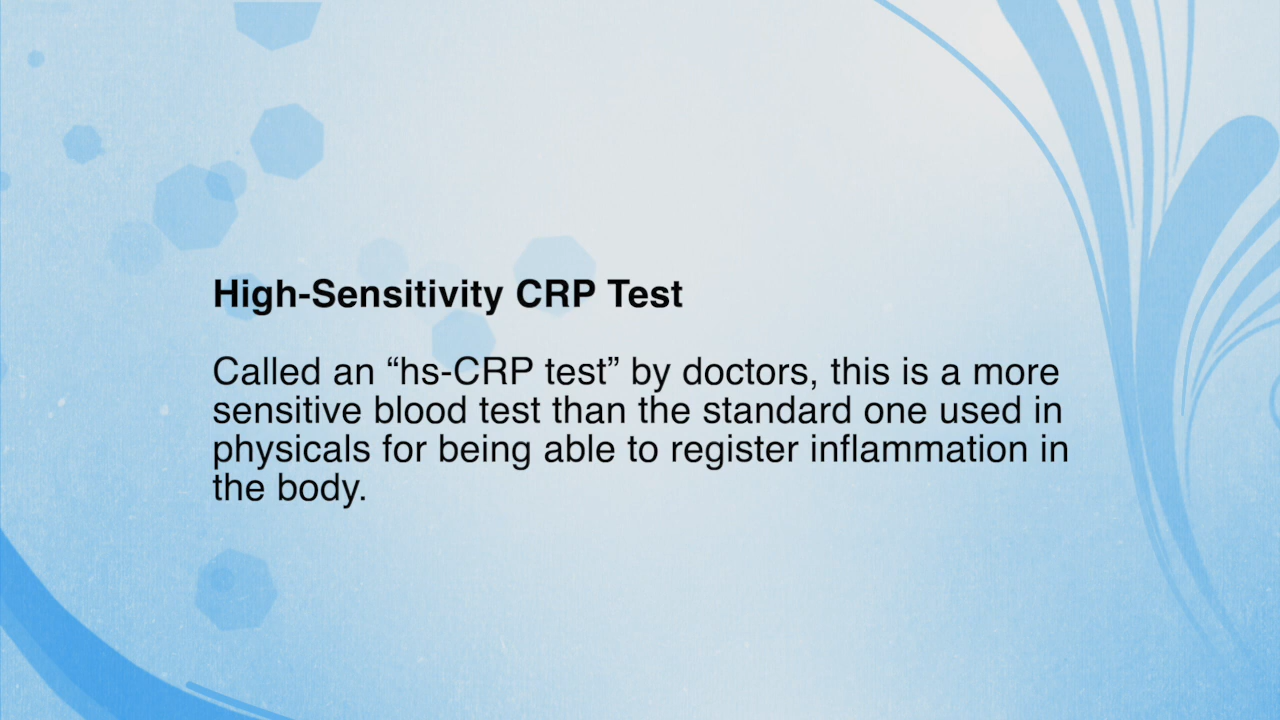 High-Sensitivity CRP Test
Called an “hs-CRP test” by doctors, this is a more
sensitive blood test than the standard one used in
physicals for being able to register inflammation in
the body.